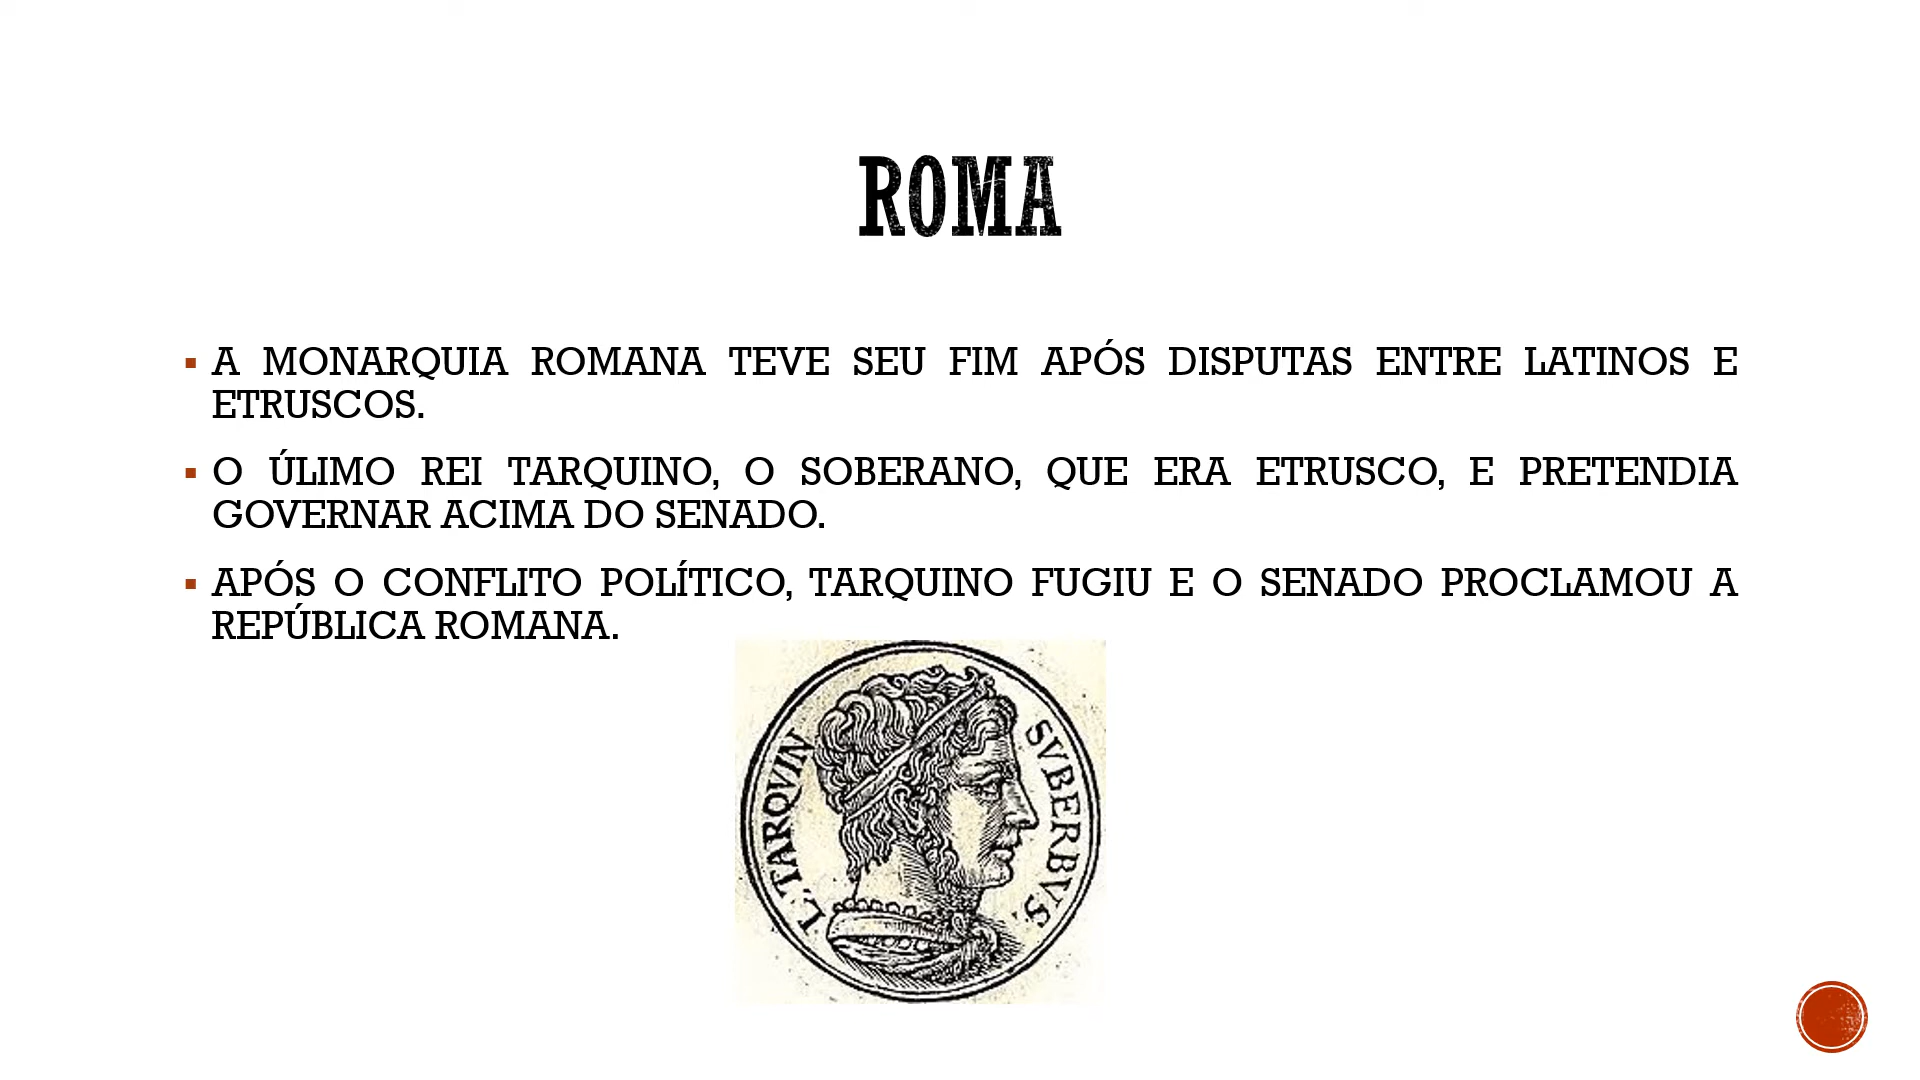 ROMA
A MONARQUIA ROMANA TEVE SEU FIM APÓS DISPUTAS ENTRE LATINOS E
ETRUSCOS.
O ÚLIMO REI TARQUINO, O SOBERANO, QUE ERA ETRUSCO, E PRETENDIA
GOVERNAR ACIMA DO SENADO.
APÓS O CONFLITO POLÍTICO, TARQUINO FUGIU E O SENADO PROCLAMOU A
REPÚBLICA ROMANA.
L. TARQVIN
SVBERBVS.